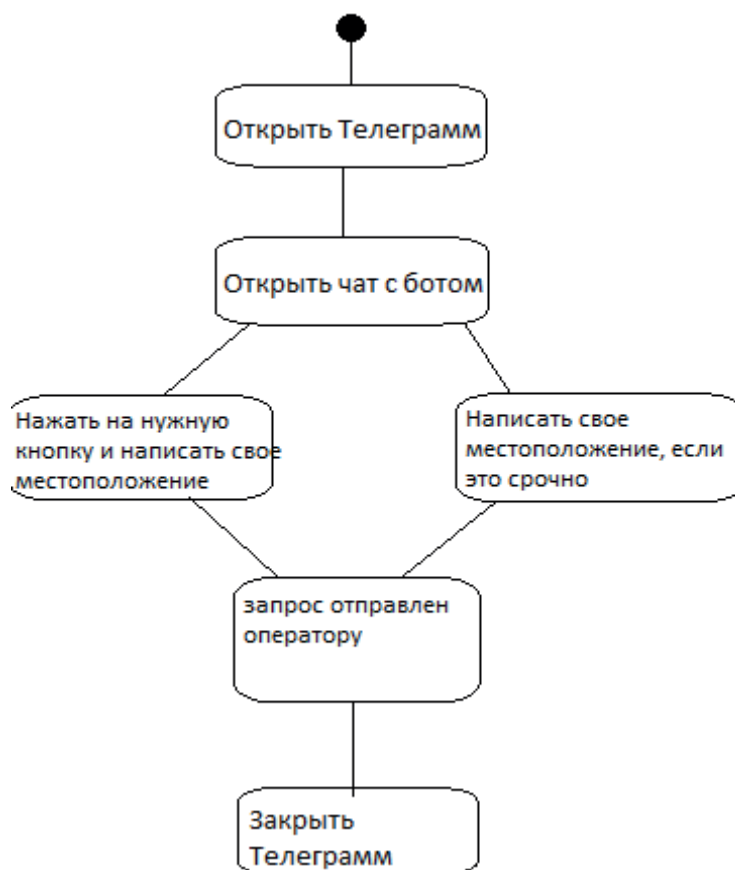 Открыть Телеграмм
Открыть чат с ботом
Нажать на нужную
кнопку и написать свое
местоположение
Написать свое
местоположение, если
это срочно
запрос отправлен
оператору
Закрыть
Телеграмм